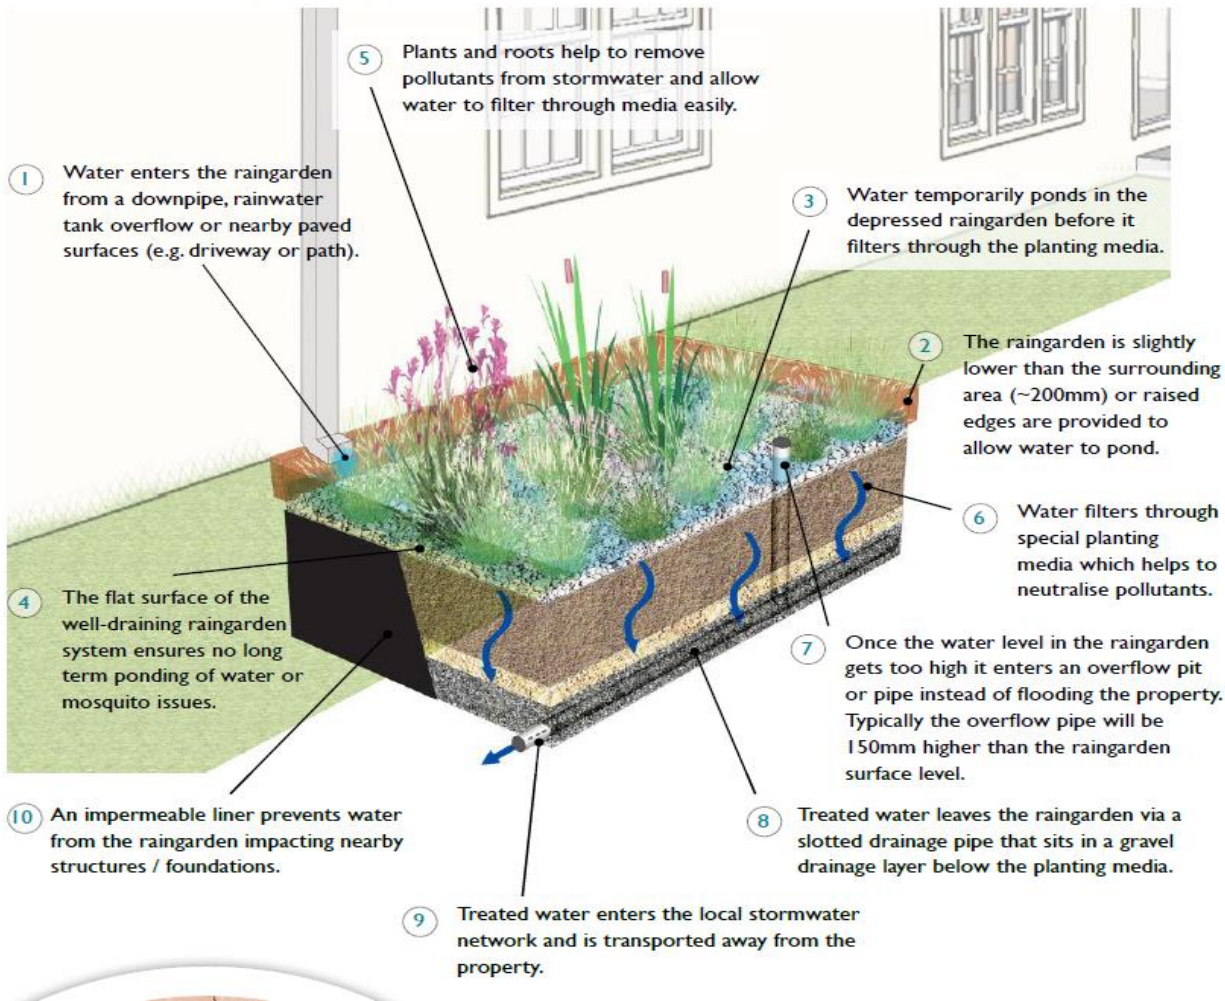 5 Plants and roots help to remove
pollutants from stormwater and allow
water to filter through media easily.
1 Water enters the raingarden
from a downpipe, rainwater
tank overflow or nearby paved
surfaces (e.g. driveway or path).
3 Water temporarily ponds in the
depressed raingarden before it
filters through the planting media.
2 The raingarden is slightly
lower than the surrounding
area (~200mm) or raised
edges are provided to
allow water to pond.
6 Water filters through
special planting
media which helps to
neutralise pollutants.
4 The flat surface of the
well-draining raingarden
system ensures no long
term ponding of water or
mosquito issues.
7 Once the water level in the raingarden
gets too high it enters an overflow pit
or pipe instead of flooding the property.
Typically the overflow pipe will be
150mm higher than the raingarden
surface level.
10 An impermeable liner prevents water
from the raingarden impacting nearby
structures / foundations.
8 Treated water leaves the raingarden via a
slotted drainage pipe that sits in a gravel
drainage layer below the planting media.
9 Treated water enters the local stormwater
network and is transported away from the
property.